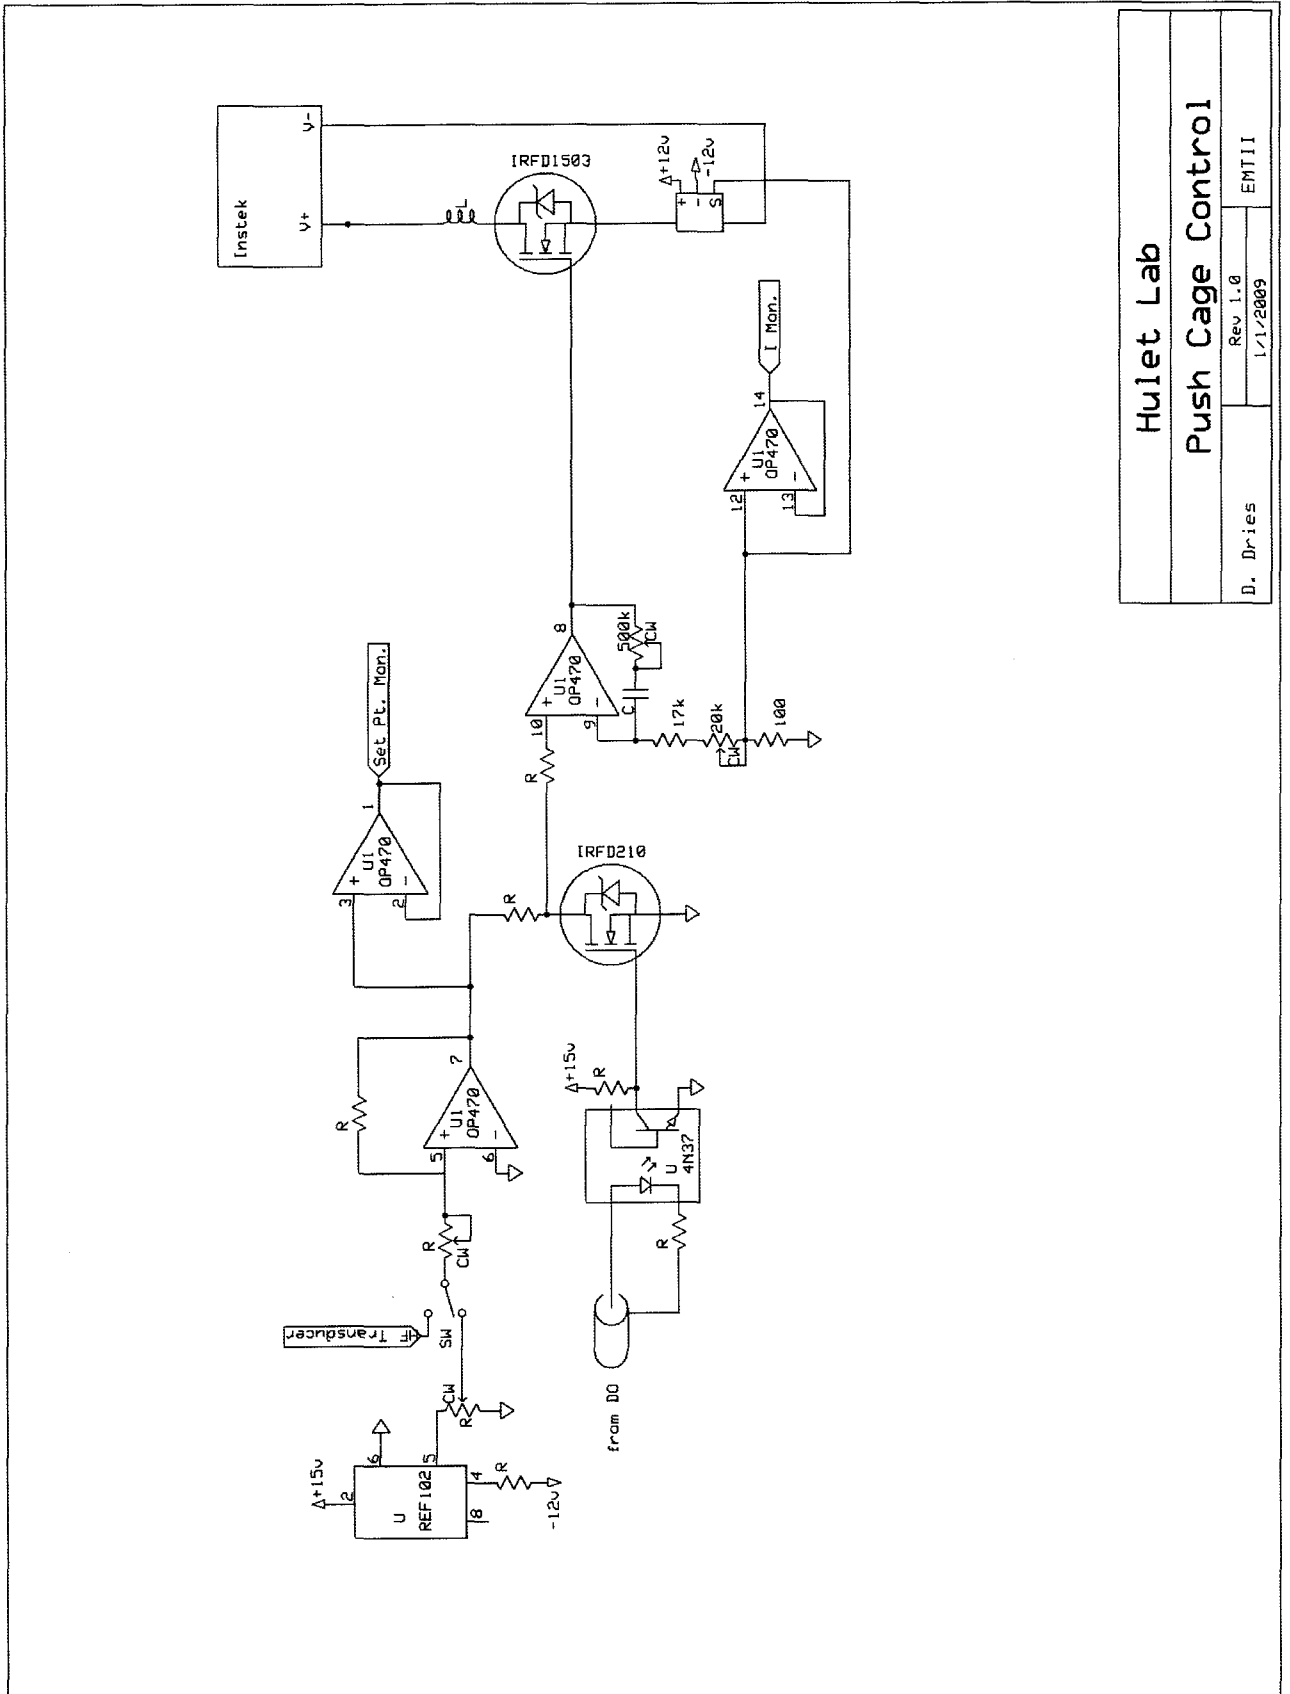 Hulet Lab
Push Cage Control
D. Dries
Rev 1.0
1/1/2009
EMTII
Instek
V+
V-
L
IRFD1503
+12v
-12v
+
-
S
I Mon.
14
U1
OP470
+
-
12
13
8
U1
OP470
+
-
10
9
500k
CW
C
17k
20k
CW
100
R
Set Pt. Mon.
1
U1
OP470
+
-
3
2
R
IRFD210
7
U1
OP470
+
-
5
6
R
R
CW
SW
HF Transducer
+15v
R
U
4N37
R
from DO
CW
R
+15v
2
6
5
4
8
U
REF102
R
-12v